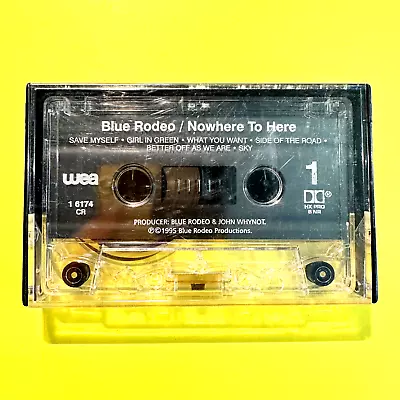 Blue Rodeo / Nowhere To Here
SAVE MYSELF • GIRL IN GREEN • WHAT YOU WANT • SIDE OF THE ROAD •
BETTER OFF AS WE ARE • SKY
wea
1
1 6174
CR
HX PRO
B NR
PRODUCER: BLUE RODEO & JOHN WHYNOT.
℗©1995 Blue Rodeo Productions.